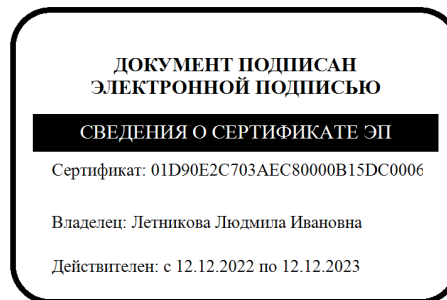 ДОКУМЕНТ ПОДПИСАН
ЭЛЕКТРОННОЙ ПОДПИСЬЮ
СВЕДЕНИЯ О СЕРТИФИКАТЕ ЭП
Сертификат: 01D90E2C703AEC80000B15DC0006
Владелец: Летникова Людмила Ивановна
Действителен: с 12.12.2022 по 12.12.2023